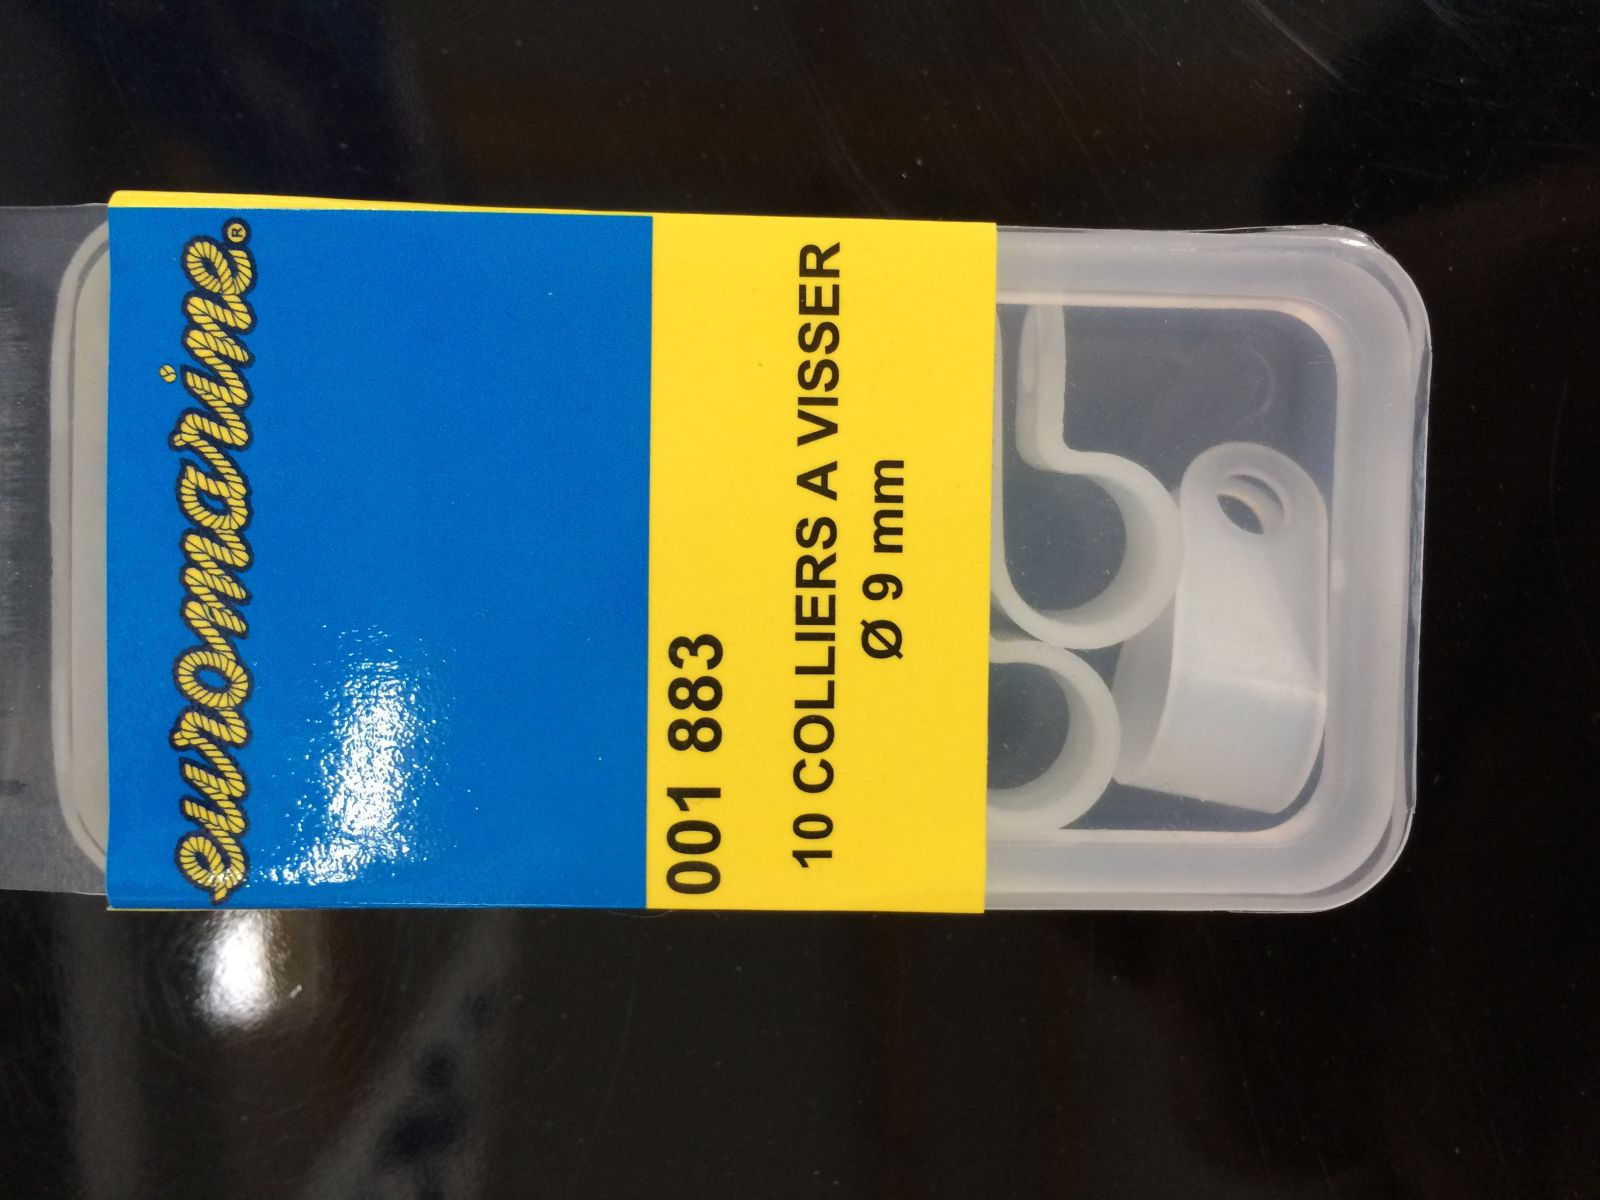 euromarine®
001 883
10 COLLIERS A VISSER
Ø 9 mm